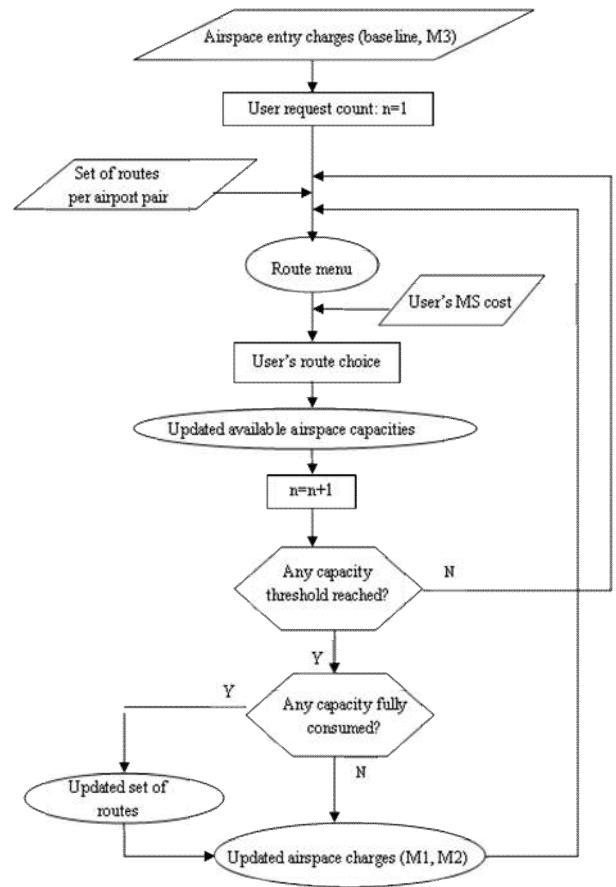 Airspace entry charges (baseline, M3)
User request count: n=1
Set of routes
per airport pair
Route menu
User's MS cost
User's route choice
Updated available airspace capacities
n=n+1
Any capacity
threshold reached?
N
Y
Any capacity fully
consumed?
Y
N
Updated set of
routes
Updated airspace charges (M1, M2)